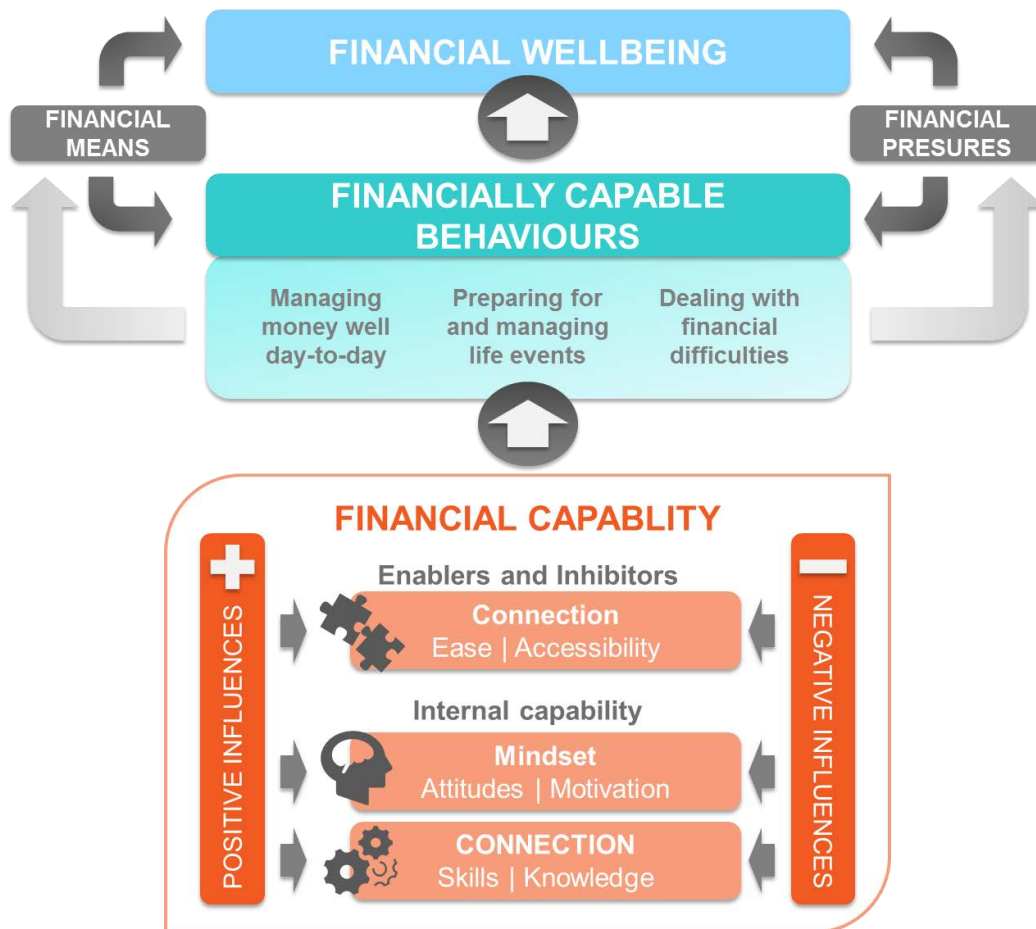 FINANCIAL WELLBEING
FINANCIAL
MEANS
FINANCIAL
PRESURES
FINANCIALLY CAPABLE
BEHAVIOURS
Managing
money well
day-to-day
Preparing for
and managing
life events
Dealing with
financial
difficulties
FINANCIAL CAPABLITY
POSITIVE INFLUENCES
Enablers and Inhibitors
Connection
Ease | Accessibility
Internal capability
Mindset
Attitudes | Motivation
CONNECTION
Skills | Knowledge
NEGATIVE INFLUENCES